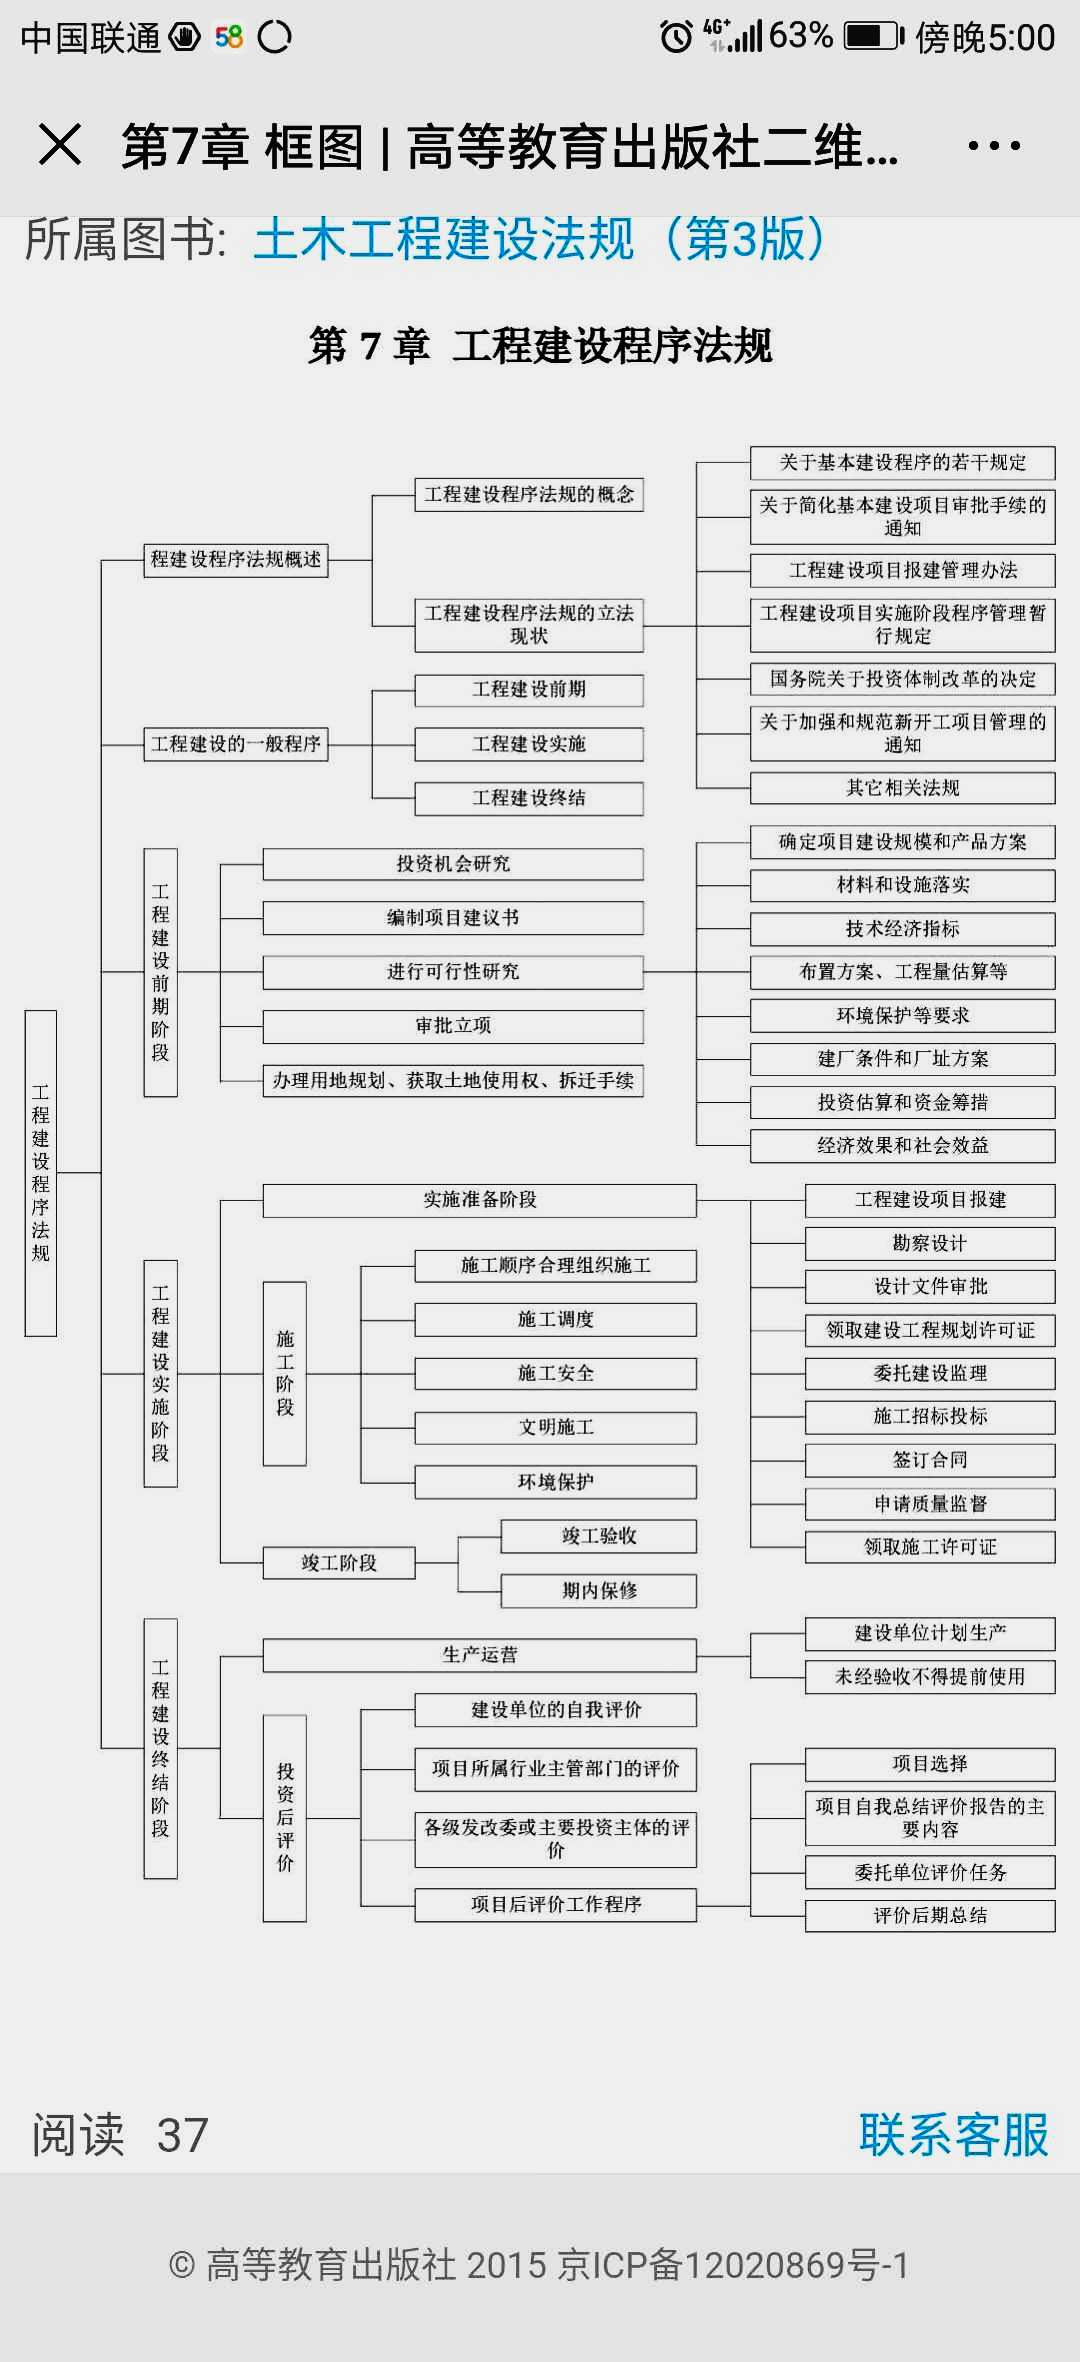 中国联通 58 4G+ 63% 傍晚5:00
第7章 框图 | 高等教育出版社二维...
所属图书: 土木工程建设法规（第3版）
第 7 章 工程建设程序法规
工程建设程序法规
程建设程序法规概述
工程建设程序法规的概念
工程建设程序法规的立法
现状
关于基本建设程序的若干规定
关于简化基本建设项目审批手续的
通知
工程建设项目报建管理办法
工程建设项目实施阶段程序管理暂
行规定
国务院关于投资体制改革的决定
关于加强和规范新开工项目管理的
通知
其它相关法规
工程建设的一般程序
工程建设前期
工程建设实施
工程建设终结
工程建设前期阶段
投资机会研究
编制项目建议书
进行可行性研究
审批立项
办理用地规划、获取土地使用权、拆迁手续
确定项目建设规模和产品方案
材料和设施落实
技术经济指标
布置方案、工程量估算等
环境保护等要求
建厂条件和厂址方案
投资估算和资金筹措
经济效果和社会效益
工程建设实施阶段
实施准备阶段
工程建设项目报建
勘察设计
设计文件审批
领取建设工程规划许可证
委托建设监理
施工招标投标
签订合同
申请质量监督
领取施工许可证
施工阶段
施工顺序合理组织施工
施工调度
施工安全
文明施工
环境保护
竣工阶段
竣工验收
期内保修
工程建设终结阶段
生产运营
建设单位计划生产
未经验收不得提前使用
投资后评价
建设单位的自我评价
项目所属行业主管部门的评价
各级发改委或主要投资主体的评
价
项目后评价工作程序
项目选择
项目自我总结评价报告的主
要内容
委托单位评价任务
评价后期总结
阅读 37 联系客服
© 高等教育出版社 2015 京ICP备12020869号-1